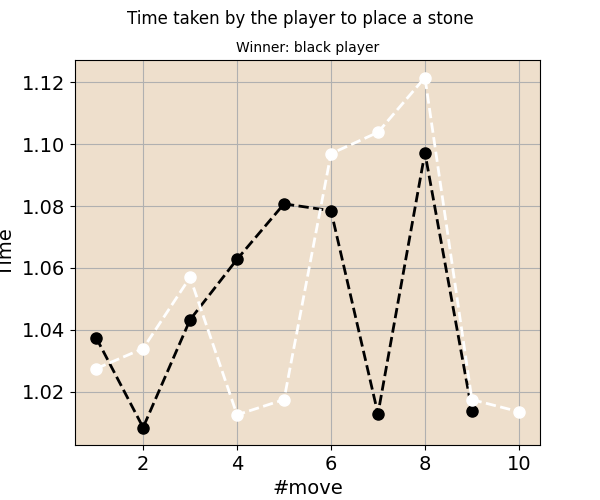 Time taken by the player to place a stone
Winner: black player
1.12
1.10
1.08
1.06
1.04
1.02
Time
2 4 6 8 10
#move